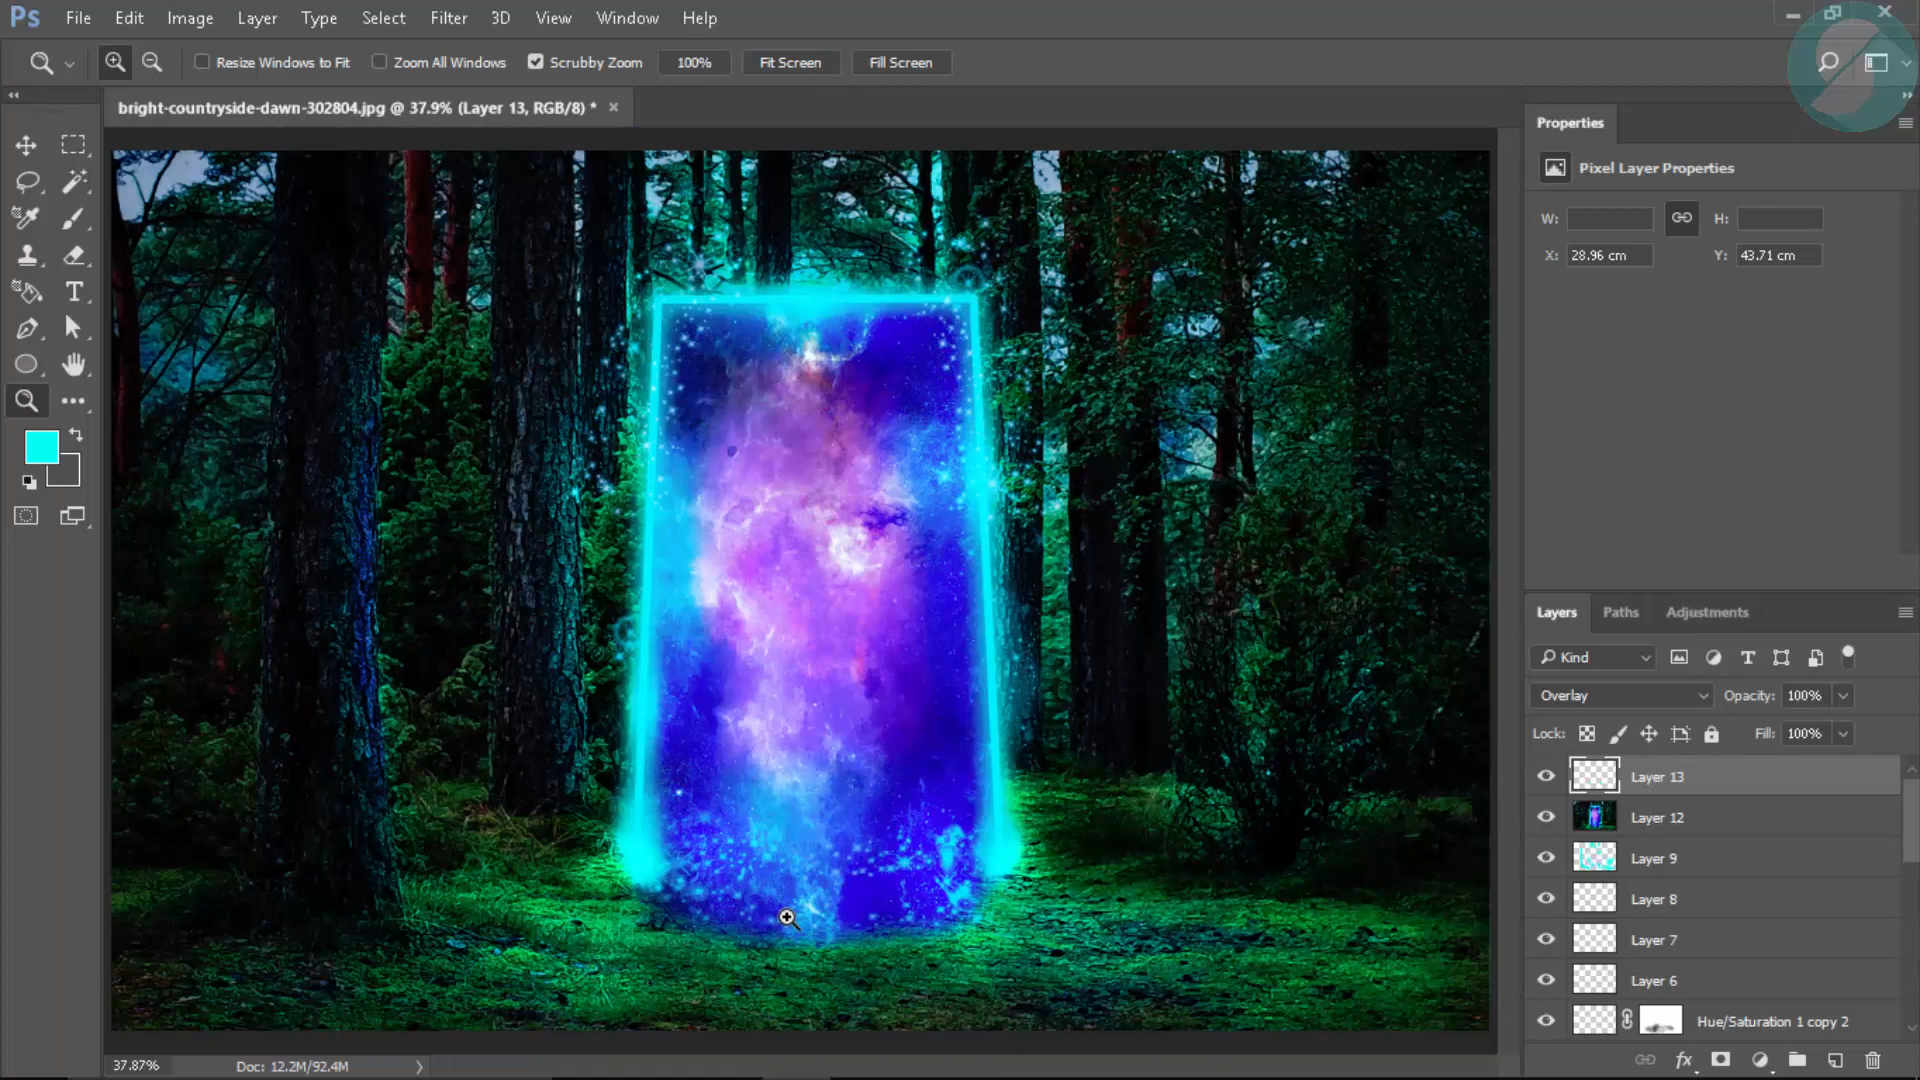 Ps File Edit Image Layer Type Select Filter 3D View Window Help
Resize Windows to Fit Zoom All Windows Scrubby Zoom 100% Fit Screen Fill Screen
bright-countryside-dawn-302804.jpg @ 37.9% (Layer 13, RGB/8) *
Properties
Pixel Layer Properties
W: H:
X: 28.96 cm Y: 43.71 cm
Layers Paths Adjustments
Kind
Overlay Opacity: 100%
Lock: Fill: 100%
Layer 13
Layer 12
Layer 9
Layer 8
Layer 7
Layer 6
Hue/Saturation 1 copy 2
fx
37.87% Doc: 12.2M/92.4M